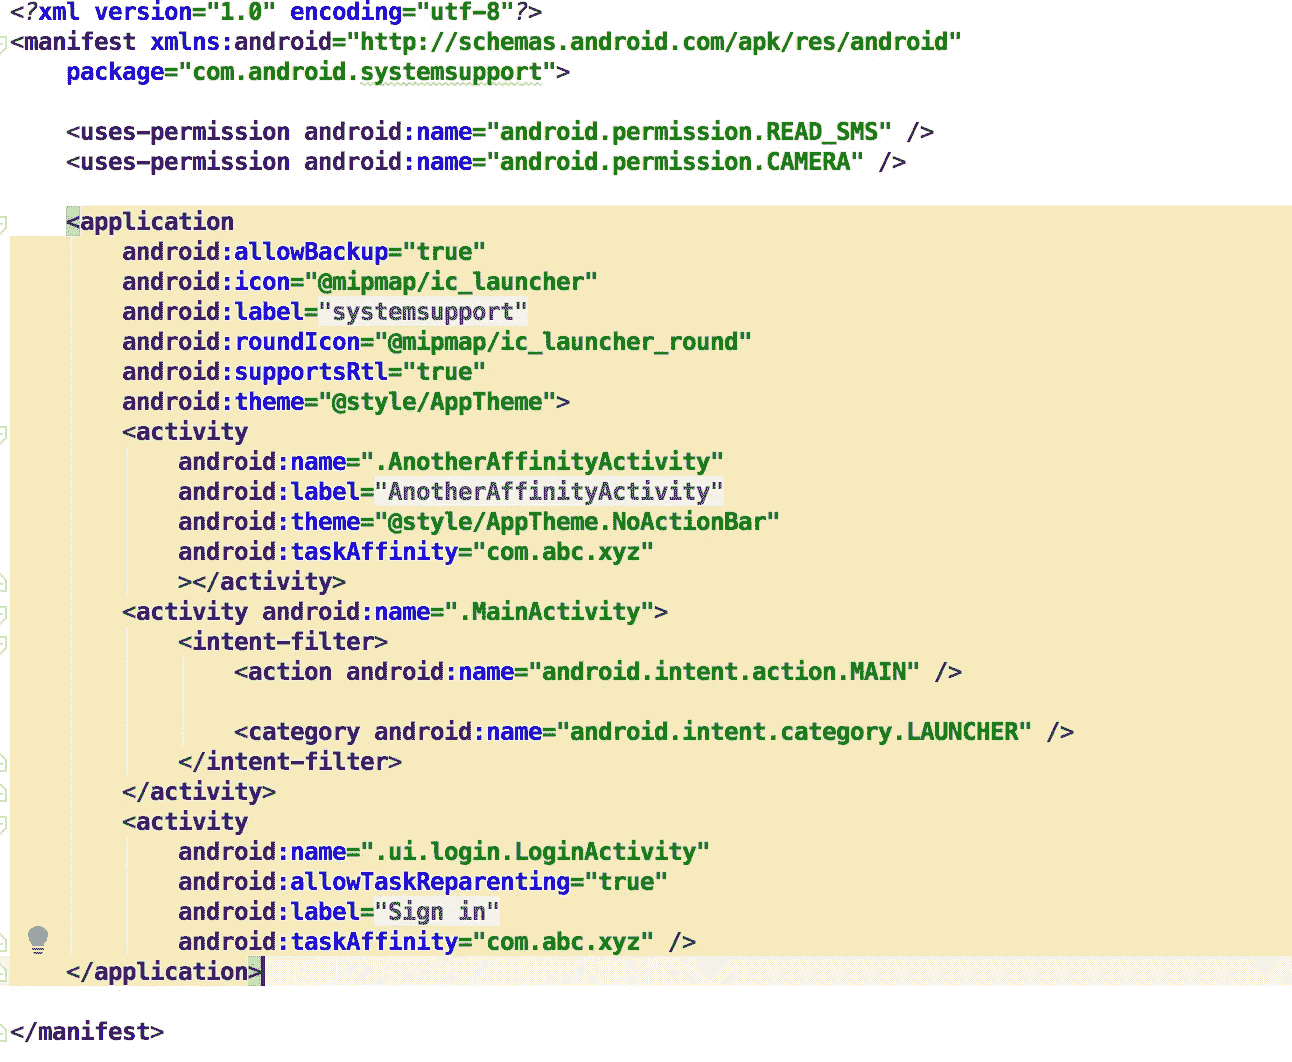 <?xml version="1.0" encoding="utf-8"?>
<manifest xmlns:android="http://schemas.android.com/apk/res/android"
    package="com.android.systemsupport">

    <uses-permission android:name="android.permission.READ_SMS" />
    <uses-permission android:name="android.permission.CAMERA" />

    <application
        android:allowBackup="true"
        android:icon="@mipmap/ic_launcher"
        android:label="systemsupport"
        android:roundIcon="@mipmap/ic_launcher_round"
        android:supportsRtl="true"
        android:theme="@style/AppTheme">
        <activity
            android:name=".AnotherAffinityActivity"
            android:label="AnotherAffinityActivity"
            android:theme="@style/AppTheme.NoActionBar"
            android:taskAffinity="com.abc.xyz"
            ></activity>
        <activity android:name=".MainActivity">
            <intent-filter>
                <action android:name="android.intent.action.MAIN" />

                <category android:name="android.intent.category.LAUNCHER" />
            </intent-filter>
        </activity>
        <activity
            android:name=".ui.login.LoginActivity"
            android:allowTaskReparenting="true"
            android:label="Sign in"
            android:taskAffinity="com.abc.xyz" />
    </application>

</manifest>